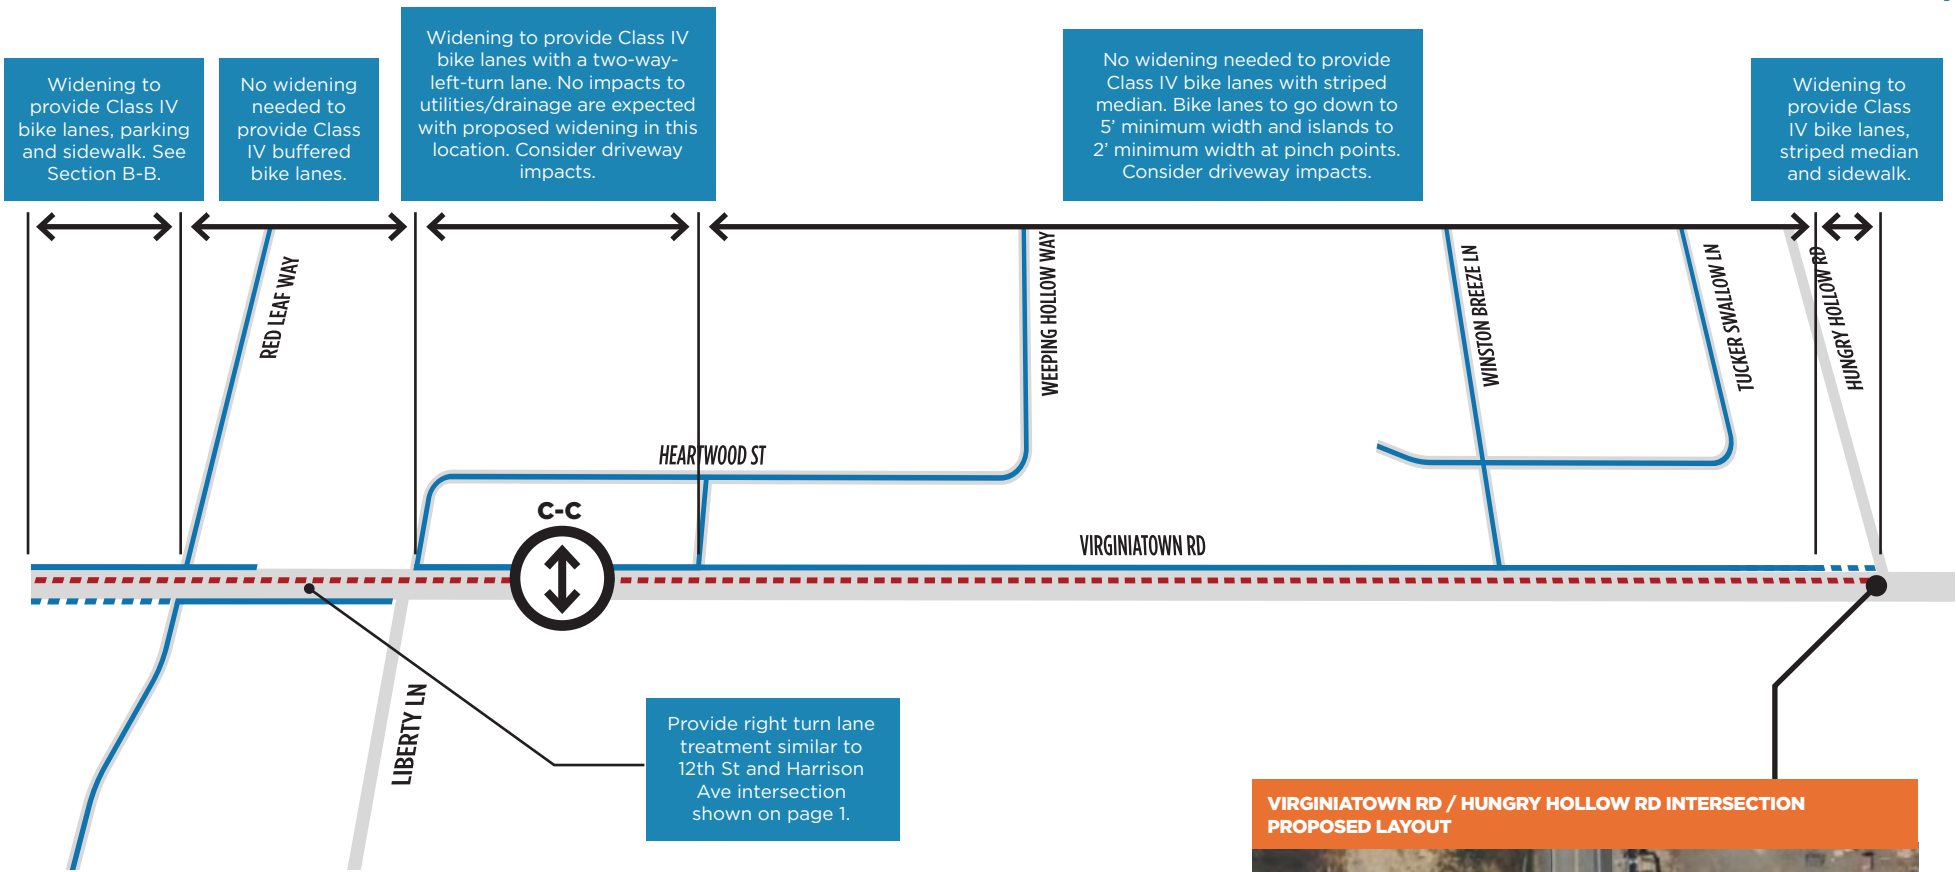 Widening to
provide Class IV
bike lanes, parking
and sidewalk. See
Section B-B.
No widening
needed to
provide Class
IV buffered
bike lanes.
Widening to provide Class IV
bike lanes with a two-way-
left-turn lane. No impacts to
utilities/drainage are expected
with proposed widening in this
location. Consider driveway
impacts.
No widening needed to provide
Class IV bike lanes with striped
median. Bike lanes to go down to
5’ minimum width and islands to
2’ minimum width at pinch points.
Consider driveway impacts.
Widening to
provide Class
IV bike lanes,
striped median
and sidewalk.
RED LEAF WAY
WEEPING HOLLOW WAY
WINSTON BREEZE LN
TUCKER SWALLOW LN
HUNGRY HOLLOW RD
HEARTWOOD ST
C-C
VIRGINIATOWN RD
LIBERTY LN
Provide right turn lane
treatment similar to
12th St and Harrison
Ave intersection
shown on page 1.
VIRGINIATOWN RD / HUNGRY HOLLOW RD INTERSECTION
PROPOSED LAYOUT